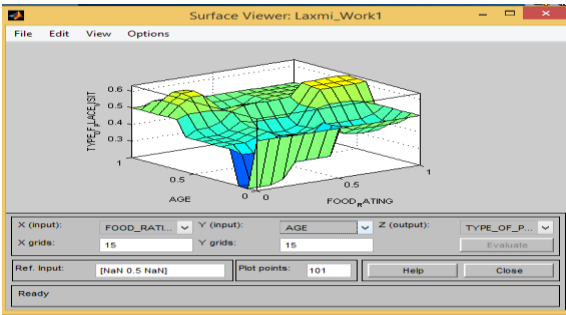 Surface Viewer: Laxmi_Work1
File Edit View Options
0.6
0.5
0.4
0.3
1
0.5
0
AGE
0
0.5
1
FOOD_RATING
X (input): FOOD_RATI... Y (input): AGE Z (output): TYPE_OF_P...
X grids: 15 Y grids: 15 Evaluate
Ref. Input: [NaN 0.5 NaN] Plot points: 101 Help Close
Ready